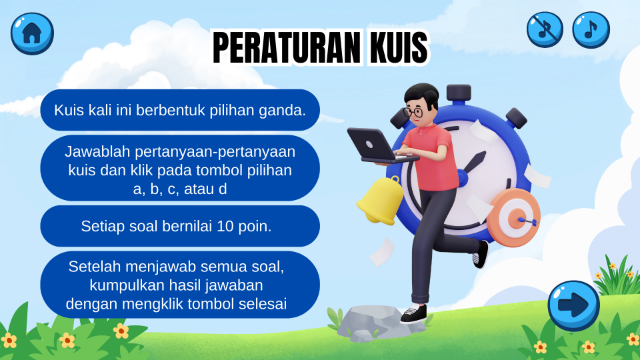 PERATURAN KUIS
Kuis kali ini berbentuk pilihan ganda.
Jawablah pertanyaan-pertanyaan
kuis dan klik pada tombol pilihan
a, b, c, atau d
Setiap soal bernilai 10 poin.
Setelah menjawab semua soal,
kumpulkan hasil jawaban
dengan mengklik tombol selesai